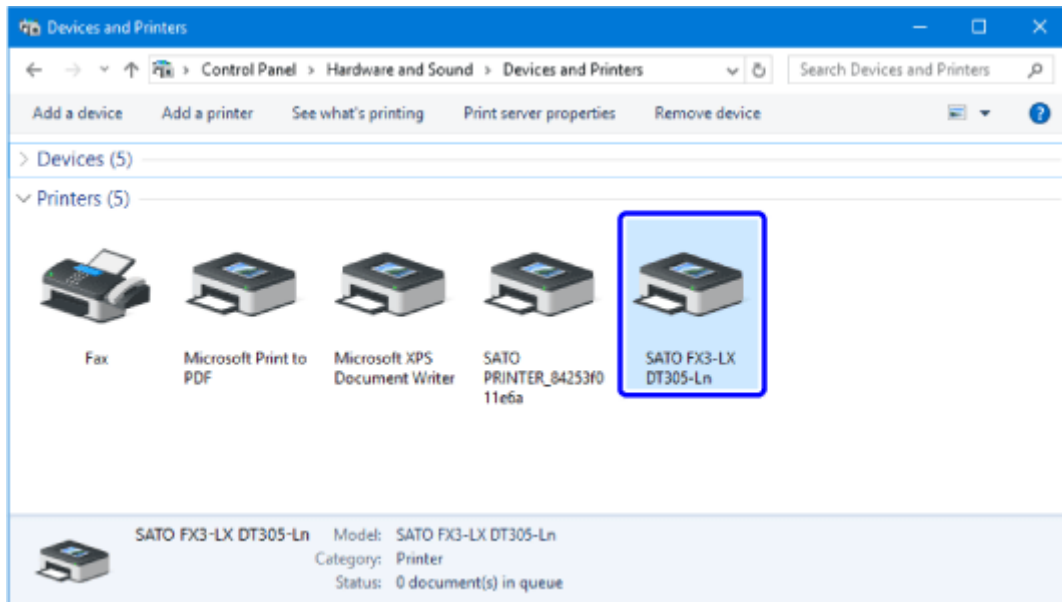 Devices and Printers
Control Panel > Hardware and Sound > Devices and Printers Search Devices and Printers
Add a device Add a printer See what's printing Print server properties Remove device ?
Devices (5)
Printers (5)
Fax
Microsoft Print to
PDF
Microsoft XPS
Document Writer
SATO
PRINTER_84253f0
11e6a
SATO FX3-LX
DT305-Ln
SATO FX3-LX DT305-Ln Model: SATO FX3-LX DT305-Ln
Category: Printer
Status: 0 document(s) in queue